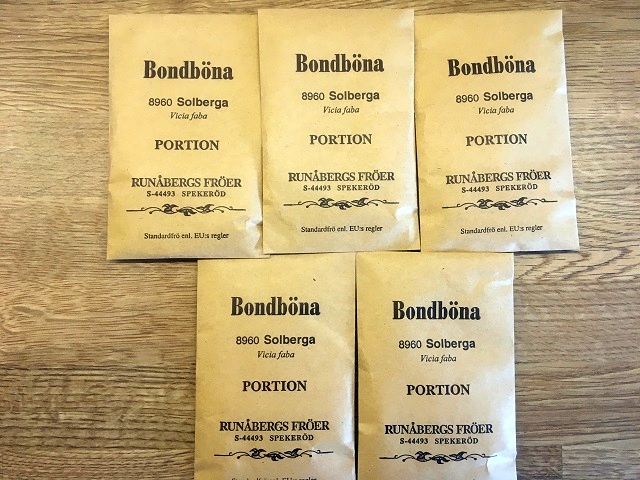 Bondböna
8960 Solberga
Vicia faba
PORTION
RUNÅBERGS FRÖER
S-44493 SPEKERÖD
Standardfrö enl. EU:s regler
Bondböna
8960 Solberga
Vicia faba
PORTION
RUNÅBERGS FRÖER
S-44493 SPEKERÖD
Standardfrö enl. EU:s regler
Bondböna
8960 Solberga
Vicia faba
PORTION
RUNÅBERGS FRÖER
S-44493 SPEKERÖD
Standardfrö enl. EU:s regler
Bondböna
8960 Solberga
Vicia faba
PORTION
RUNÅBERGS FRÖER
S-44493 SPEKERÖD
Bondböna
8960 Solberga
Vicia faba
PORTION
RUNÅBERGS FRÖER
S-44493 SPEKERÖD